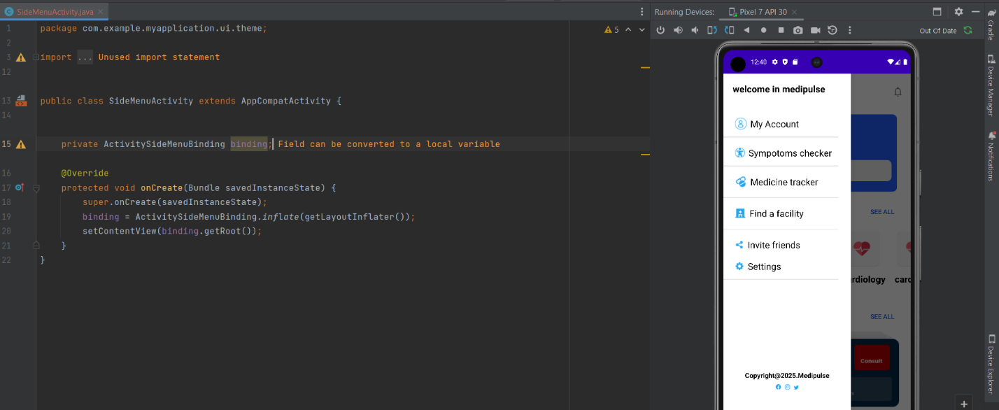 SideMenuActivity.java
Running Devices: Pixel 7 API 30
Out Of Date
1 package com.example.myapplication.ui.theme;
5
2
3 import ... Unused import statement
12
13 public class SideMenuActivity extends AppCompatActivity {
14
15 private ActivitySideMenuBinding binding; Field can be converted to a local variable
16 @Override
17 protected void onCreate(Bundle savedInstanceState) {
18 super.onCreate(savedInstanceState);
19 binding = ActivitySideMenuBinding.inflate(getLayoutInflater());
20 setContentView(binding.getRoot());
21 }
22 }
12:40
welcome in medipulse
My Account
Sympotoms checker
Medicine tracker
Find a facility
Invite friends
Settings
Copyright@2025.Medipulse
SEE ALL
rdiology card
SEE ALL
Consult
Gradle
Device Manager
Notifications
Device Explorer